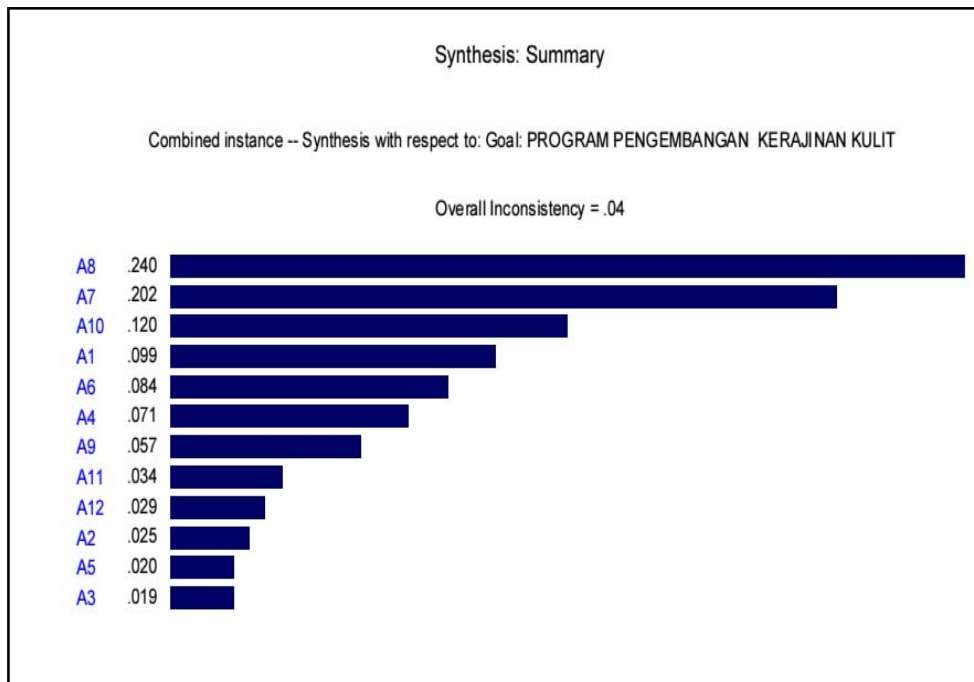 Synthesis: Summary
Combined instance -- Synthesis with respect to: Goal: PROGRAM PENGEMBANGAN KERAJINAN KULIT
Overall Inconsistency = .04
A8 .240
A7 .202
A10 .120
A1 .099
A6 .084
A4 .071
A9 .057
A11 .034
A12 .029
A2 .025
A5 .020
A3 .019